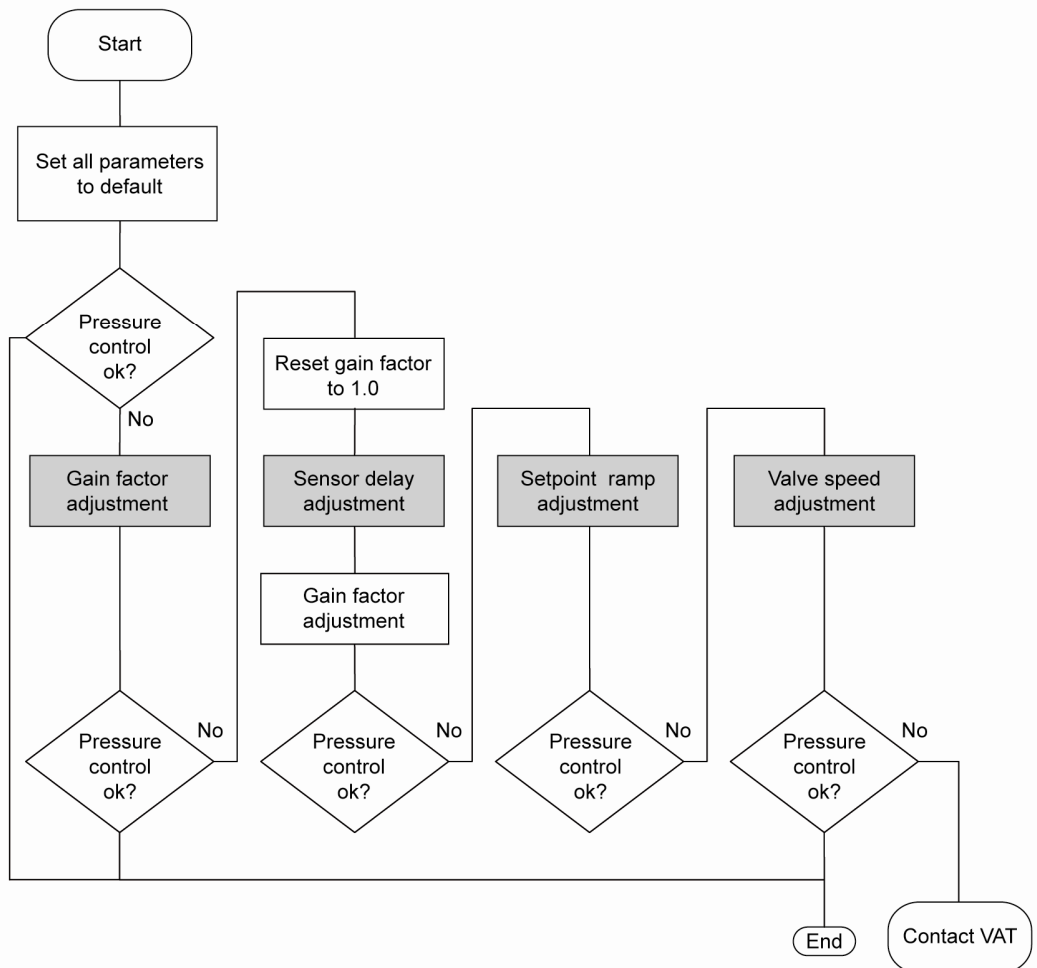 Start
Set all parameters
to default
Pressure
control
ok?
No
Gain factor
adjustment
Pressure
control
ok?
No
Reset gain factor
to 1.0
Sensor delay
adjustment
Gain factor
adjustment
Pressure
control
ok?
No
Setpoint ramp
adjustment
Pressure
control
ok?
No
Valve speed
adjustment
Pressure
control
ok?
No
End
Contact VAT